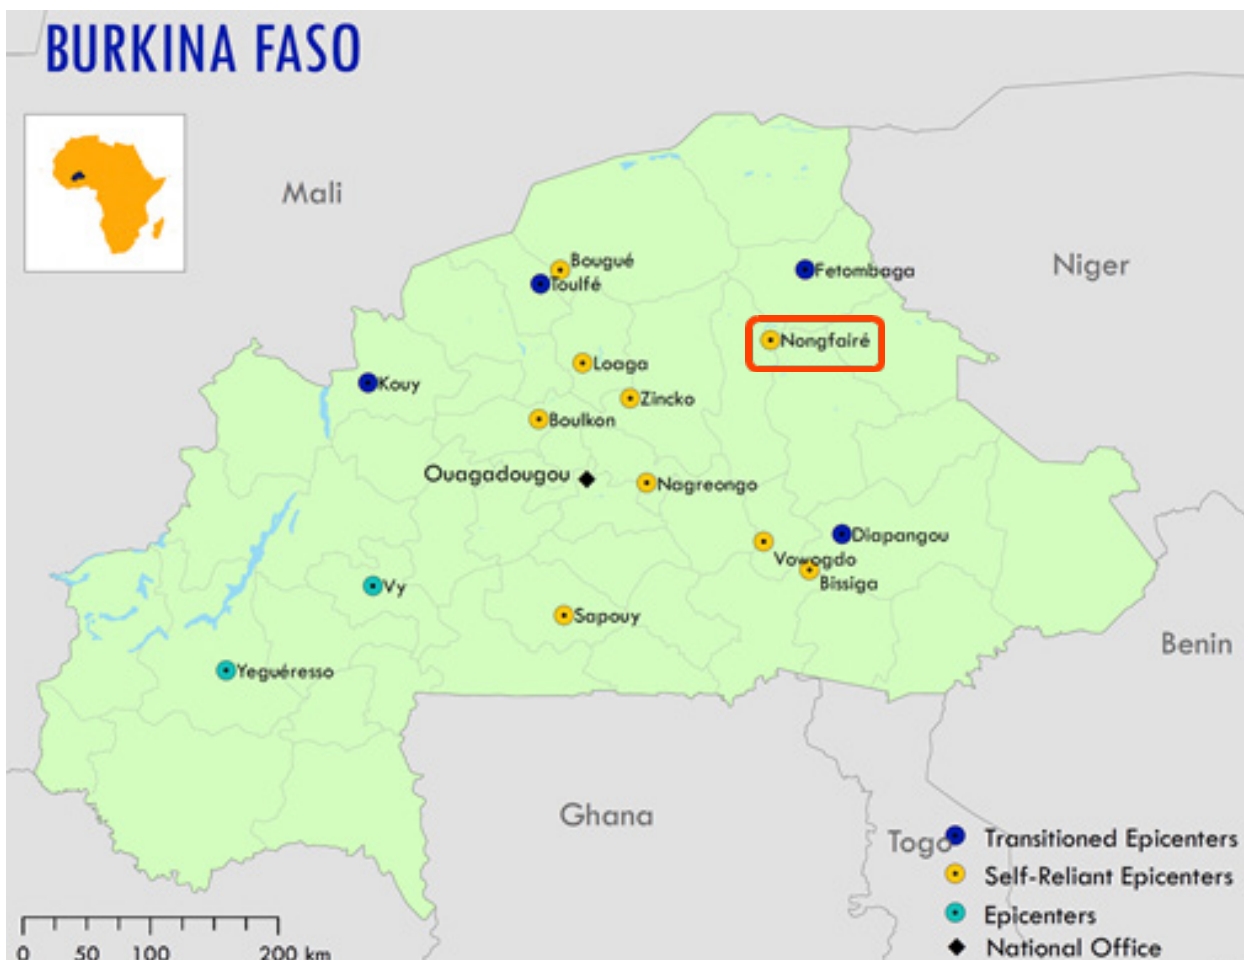 BURKINA FASO
Mali
Niger
Bougué
Toulfé
Fetombaga
Nongfairé
Loaga
Kouy
Zincko
Boulkon
Ouagadougou
Nagreongo
Diapangou
Vowogdo
Bissiga
Vy
Sapouy
Yeguéresso
Benin
Ghana
Togo
Transitioned Epicenters
Self-Reliant Epicenters
Epicenters
National Office
0 50 100 200 km